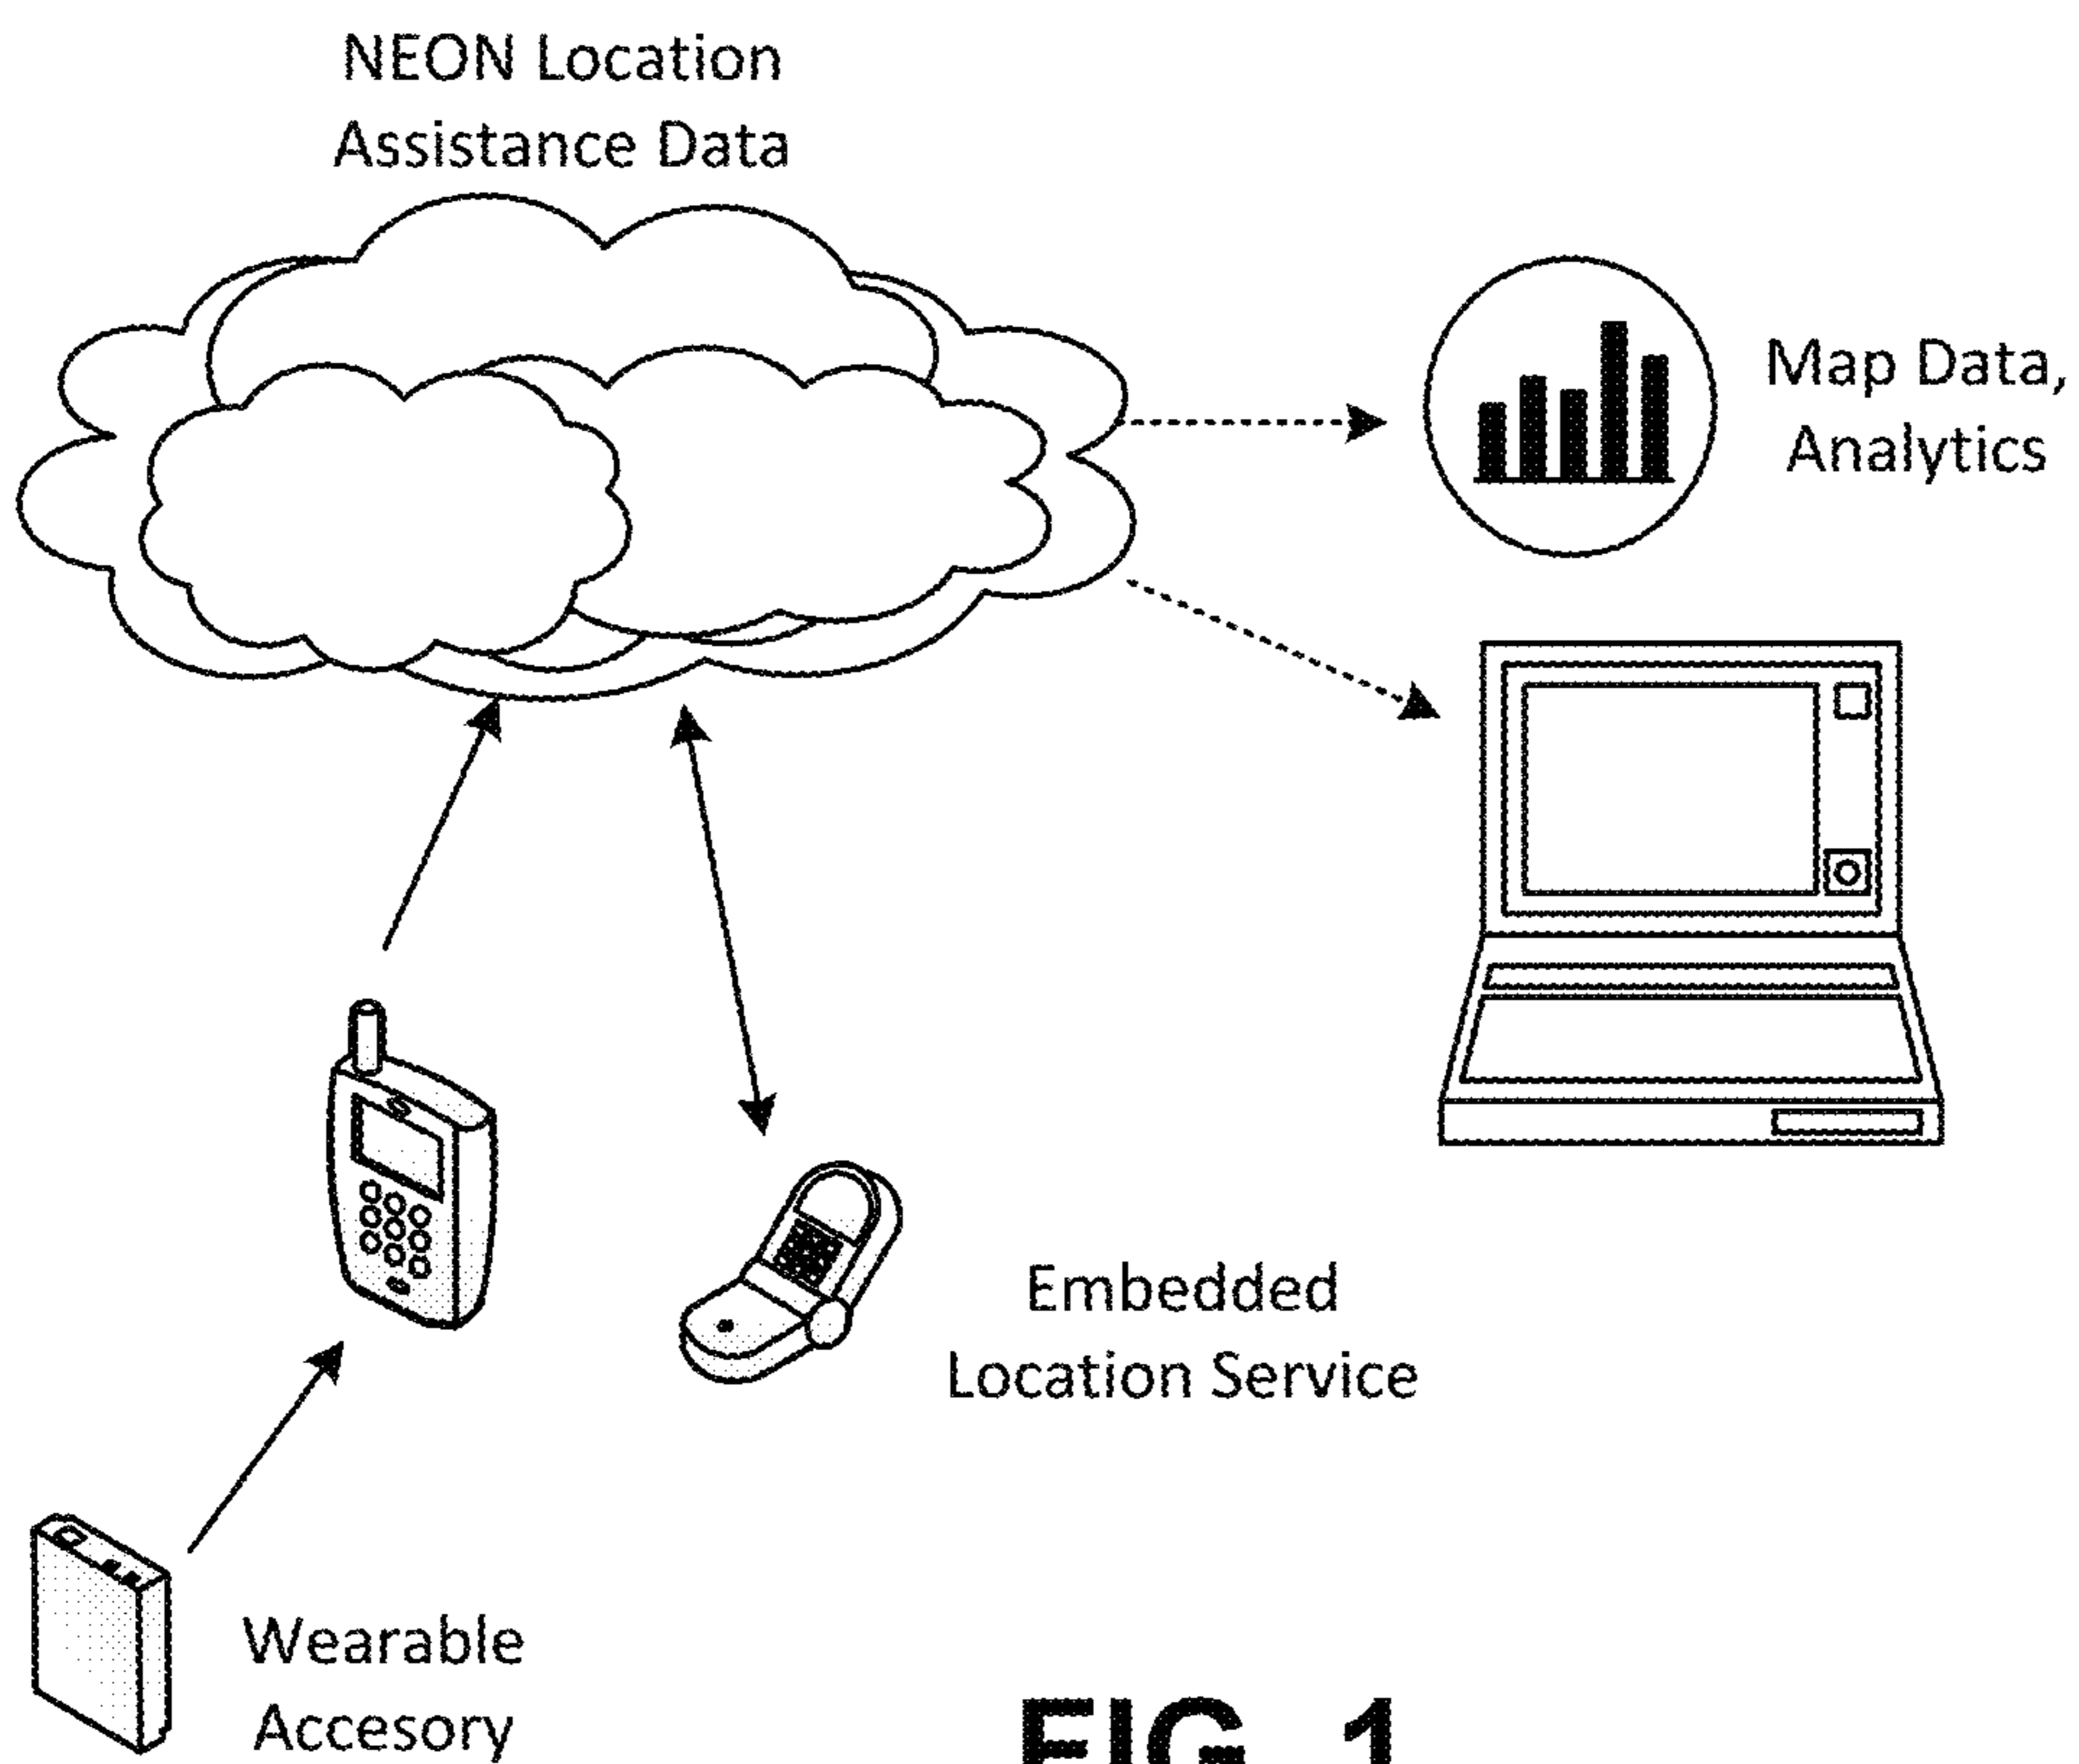 NEON Location
Assistance Data
Map Data,
Analytics
Embedded
Location Service
Wearable
Accesory
FIG. 1